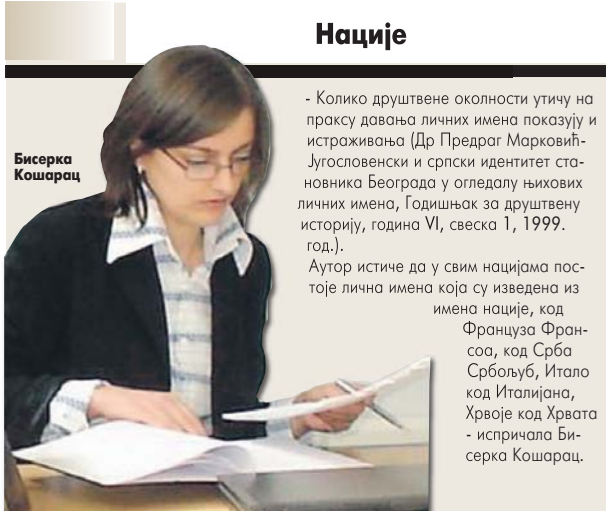 Нације
Бисерка
Кошарац
- Колико друштвене околности утичу на
праксу давања личних имена показују и
истраживања (Др Предраг Марковић-
Југословенски и српски идентитет ста-
новника Београда у огледалу њихових
личних имена, Годишњак за друштвену
историју, година VI, свеска 1, 1999.
год.).
Аутор истиче да у свим нацијама пос-
тоје лична имена која су изведена из
имена нације, код
Француза Фран-
соа, код Срба
Србољуб, Итало
код Италијана,
Хрвоје код Хрвата
- испричала Би-
серка Кошарац.